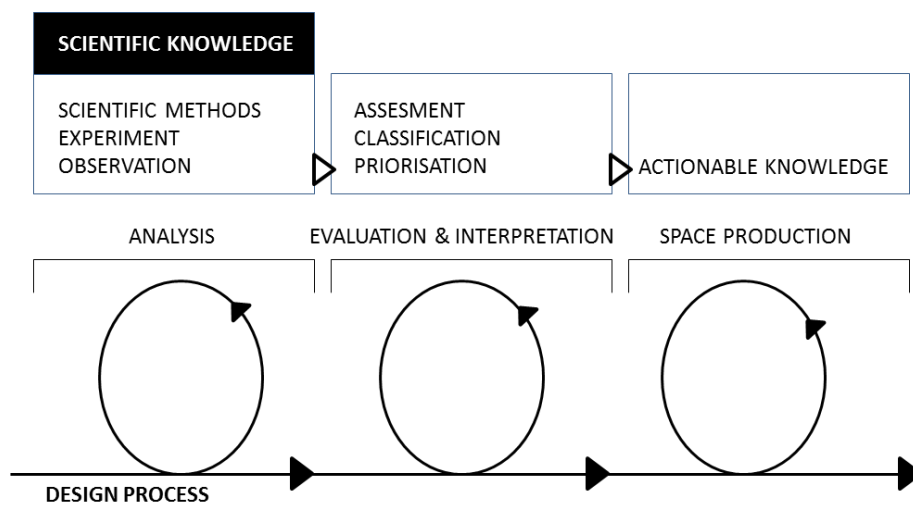 SCIENTIFIC KNOWLEDGE
SCIENTIFIC METHODS
EXPERIMENT
OBSERVATION
ASSESMENT
CLASSIFICATION
PRIORISATION
ACTIONABLE KNOWLEDGE
ANALYSIS
EVALUATION & INTERPRETATION
SPACE PRODUCTION
DESIGN PROCESS